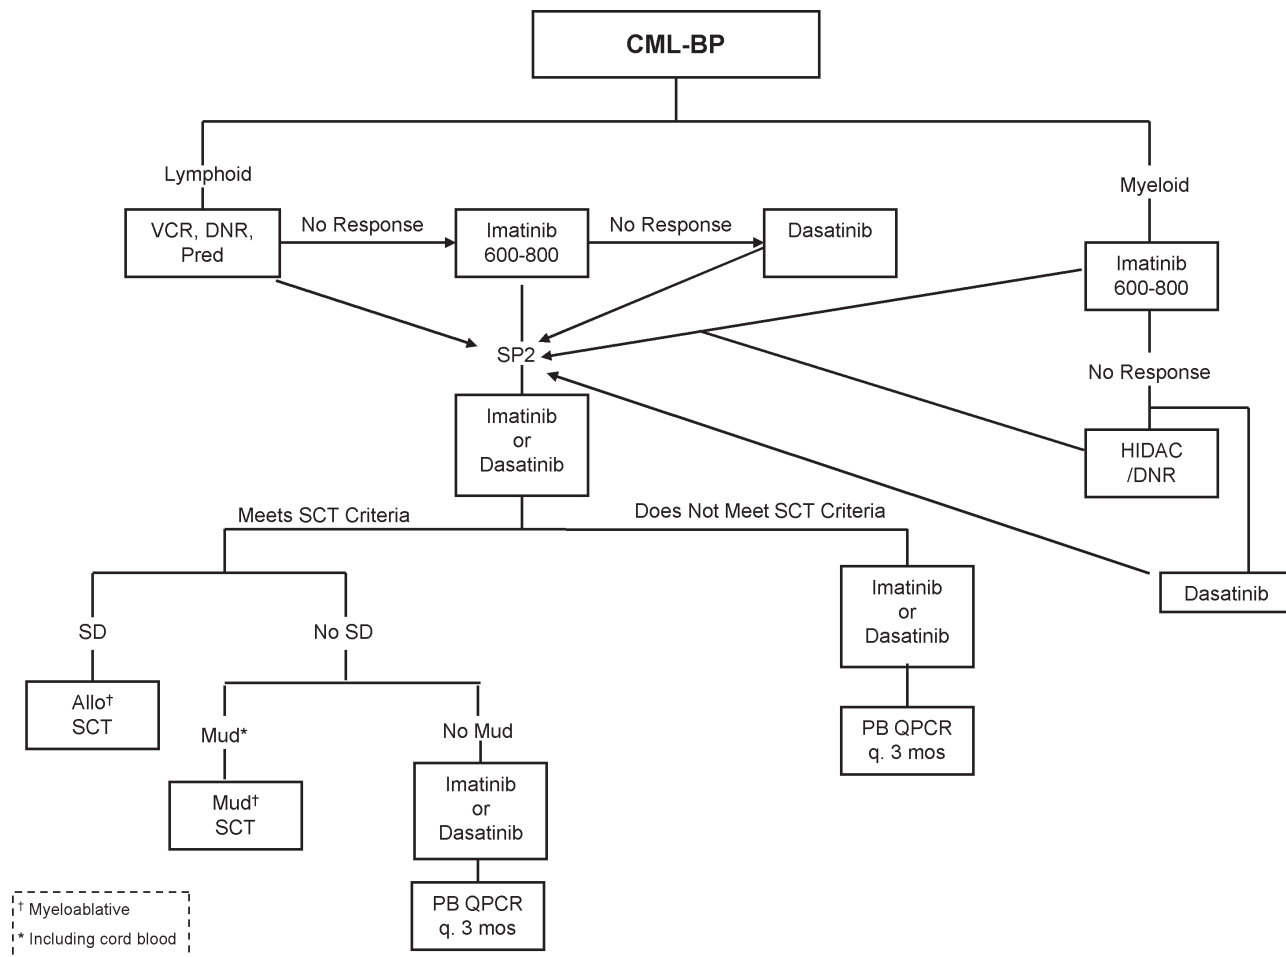 CML-BP
Lymphoid
Myeloid
VCR, DNR,
Pred
No Response
Imatinib
600-800
No Response
Dasatinib
Imatinib
600-800
SP2
No Response
Imatinib
or
Dasatinib
HIDAC
/DNR
Meets SCT Criteria
Does Not Meet SCT Criteria
Dasatinib
SD
No SD
Imatinib
or
Dasatinib
Allo†
SCT
Mud*
No Mud
PB QPCR
q. 3 mos
Mud†
SCT
Imatinib
or
Dasatinib
PB QPCR
q. 3 mos
† Myeloablative
* Including cord blood